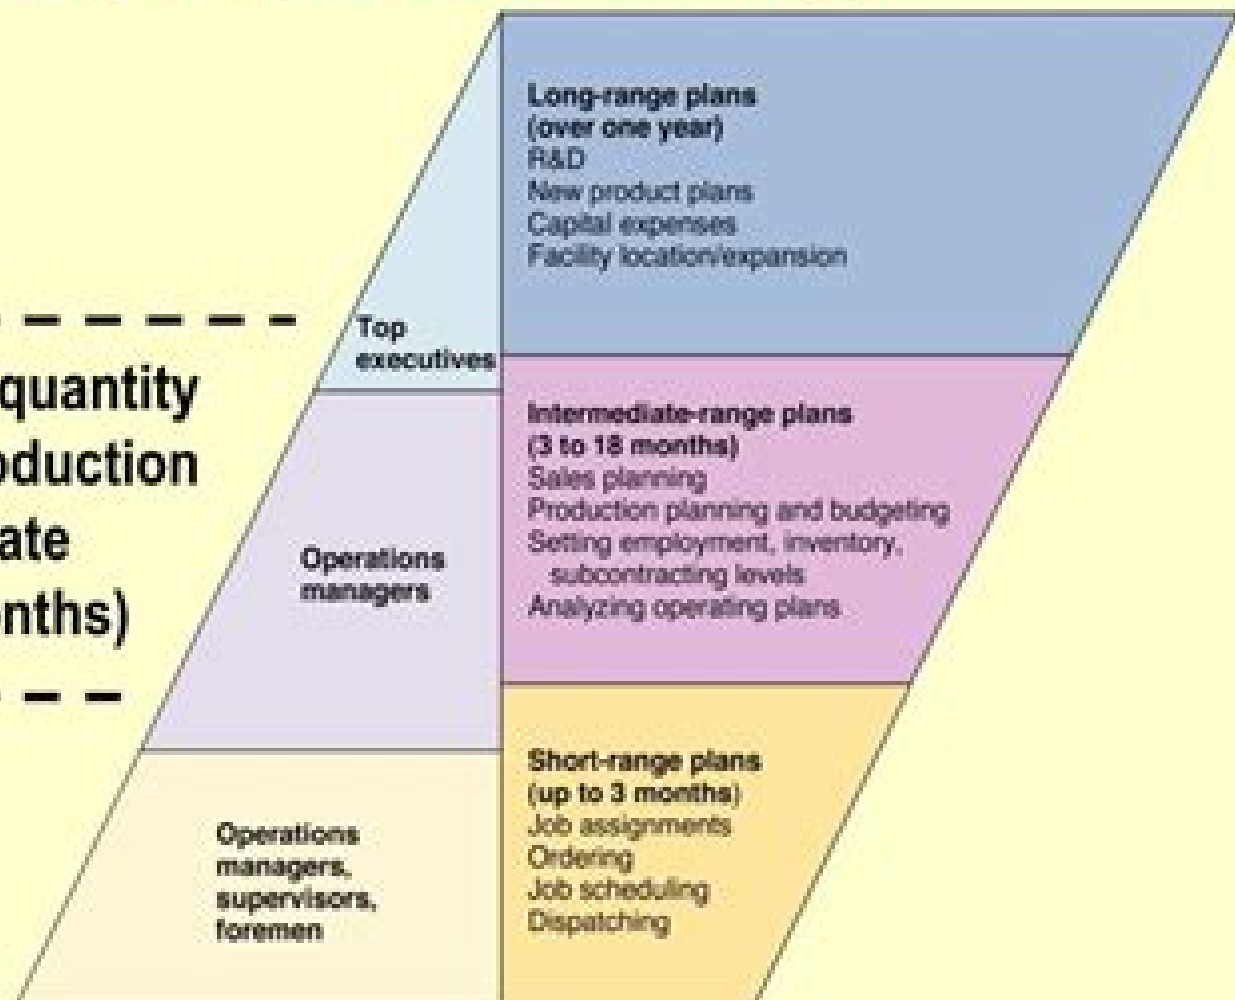 quantity
oduction
ate
nths)
Top
executives
Operations
managers
Operations
managers,
supervisors,
foremen
Long-range plans
(over one year)
R&D
New product plans
Capital expenses
Facility location/expansion
Intermediate-range plans
(3 to 18 months)
Sales planning
Production planning and budgeting
Setting employment, inventory,
subcontracting levels
Analyzing operating plans
Short-range plans
(up to 3 months)
Job assignments
Ordering
Job scheduling
Dispatching